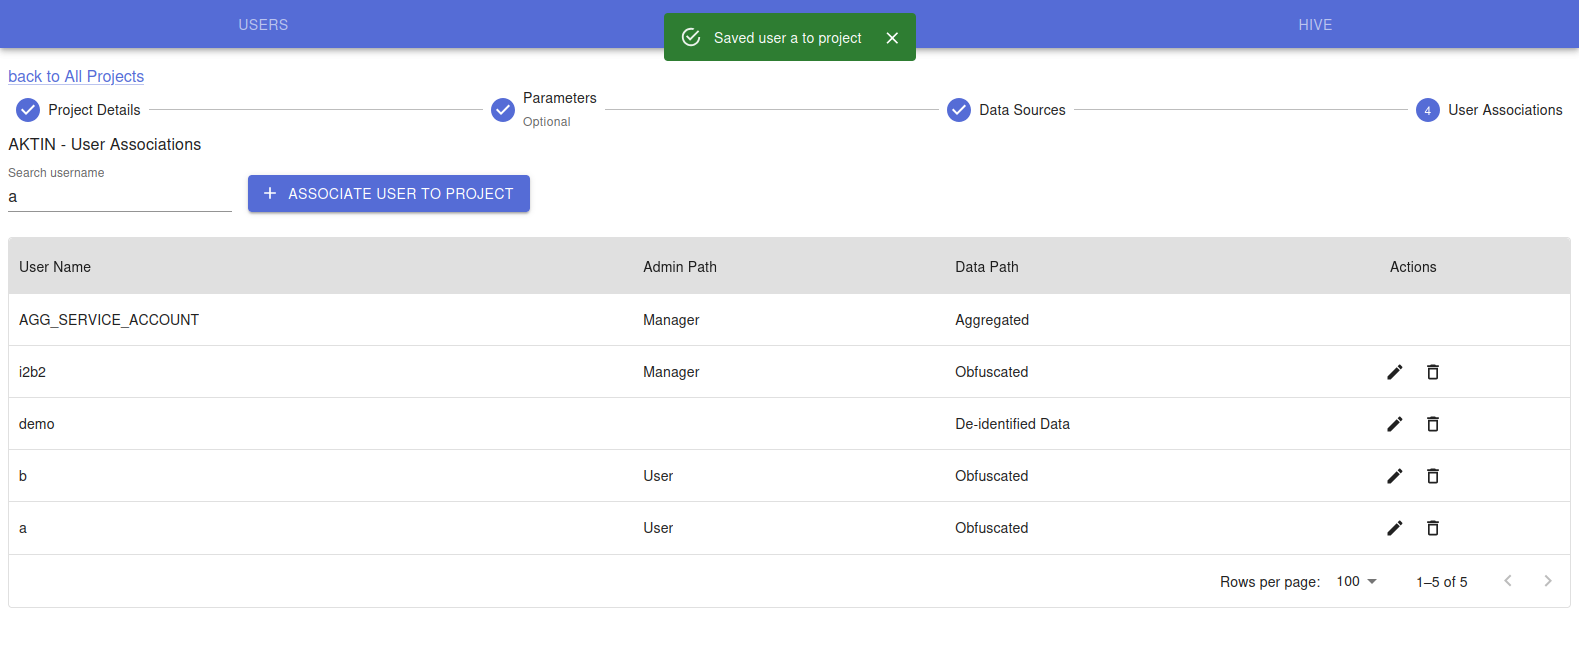 USERS
HIVE
Saved user a to project
back to All Projects
Project Details
Parameters
Optional
Data Sources
4
User Associations
AKTIN - User Associations
Search username
a
ASSOCIATE USER TO PROJECT
User Name Admin Path Data Path Actions
AGG_SERVICE_ACCOUNT Manager Aggregated
i2b2 Manager Obfuscated
demo De-identified Data
b User Obfuscated
a User Obfuscated
Rows per page: 100 1–5 of 5